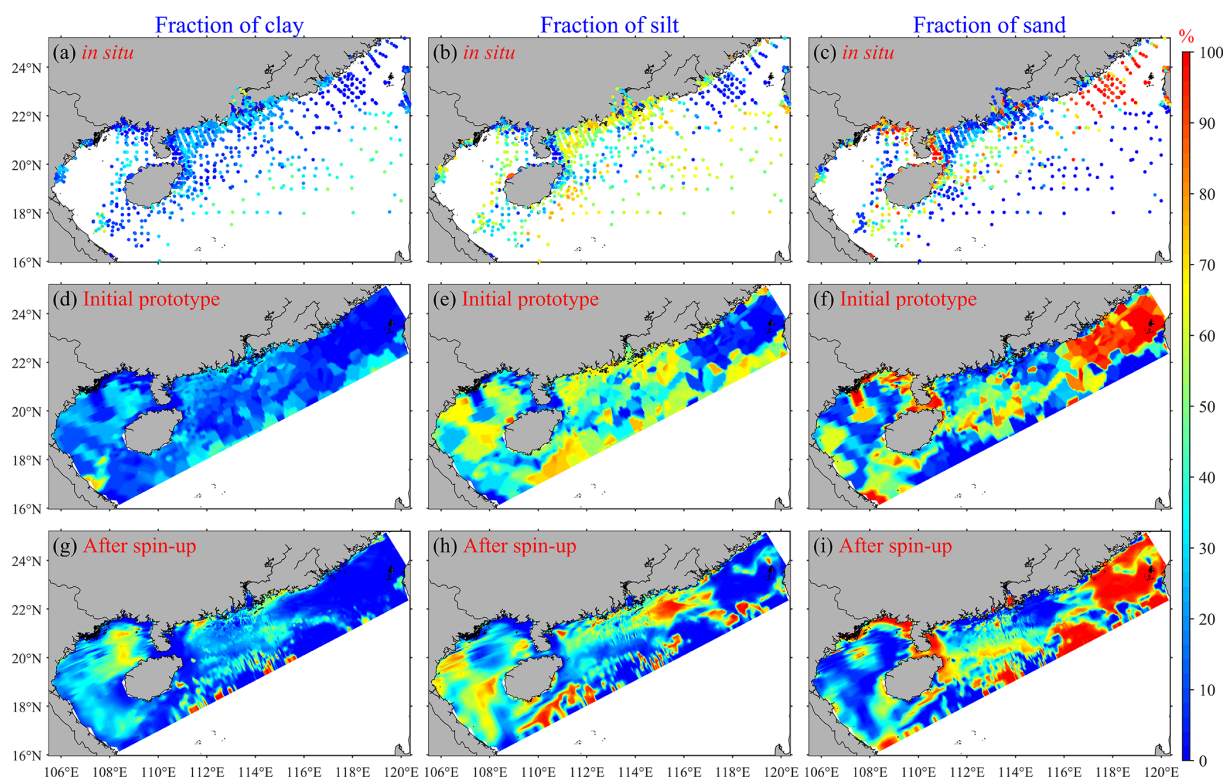 Fraction of clay
Fraction of silt
Fraction of sand
%
(a) in situ
(b) in situ
(c) in situ
24°N
22°N
20°N
18°N
16°N
(d) Initial prototype
(e) Initial prototype
(f) Initial prototype
24°N
22°N
20°N
18°N
16°N
(g) After spin-up
(h) After spin-up
(i) After spin-up
24°N
22°N
20°N
18°N
16°N
106°E 108°E 110°E 112°E 114°E 116°E 118°E 120°E
106°E 108°E 110°E 112°E 114°E 116°E 118°E 120°E
106°E 108°E 110°E 112°E 114°E 116°E 118°E 120°E
100
90
80
70
60
50
40
30
20
10
0